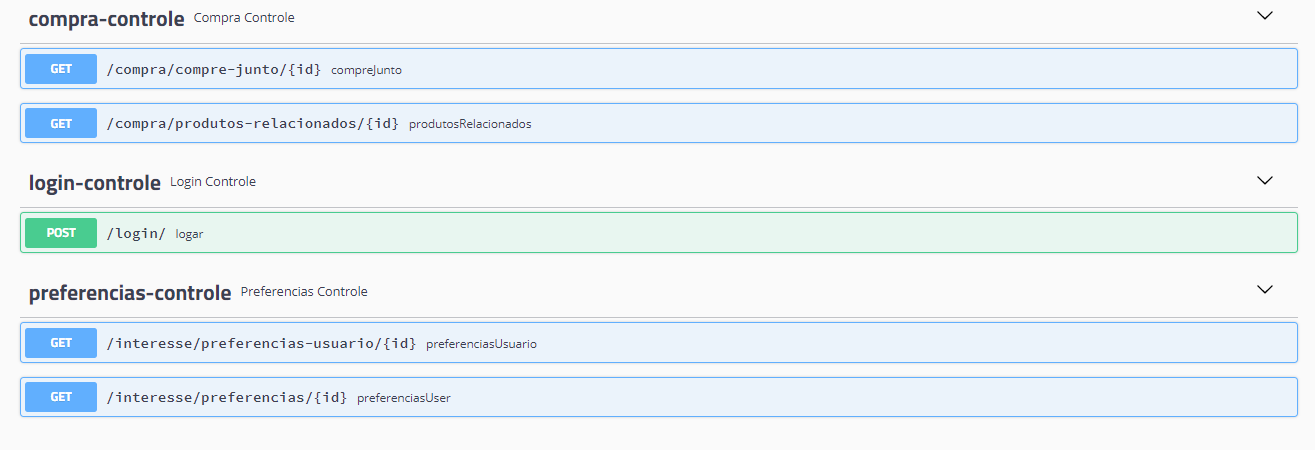 compra-controle Compra Controle
GET /compra/compre-junto/{id} compreJunto
GET /compra/produtos-relacionados/{id} produtosRelacionados
login-controle Login Controle
POST /login/ logar
preferencias-controle Preferencias Controle
GET /interesse/preferencias-usuario/{id} preferenciasUsuario
GET /interesse/preferencias/{id} preferenciasUser